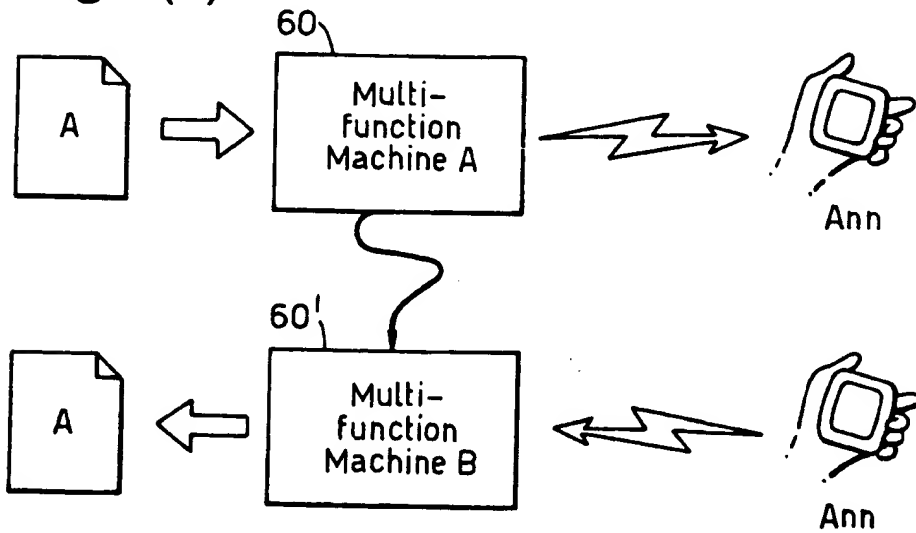 60
A
Multi-
function
Machine A
Ann
60'
A
Multi-
function
Machine B
Ann